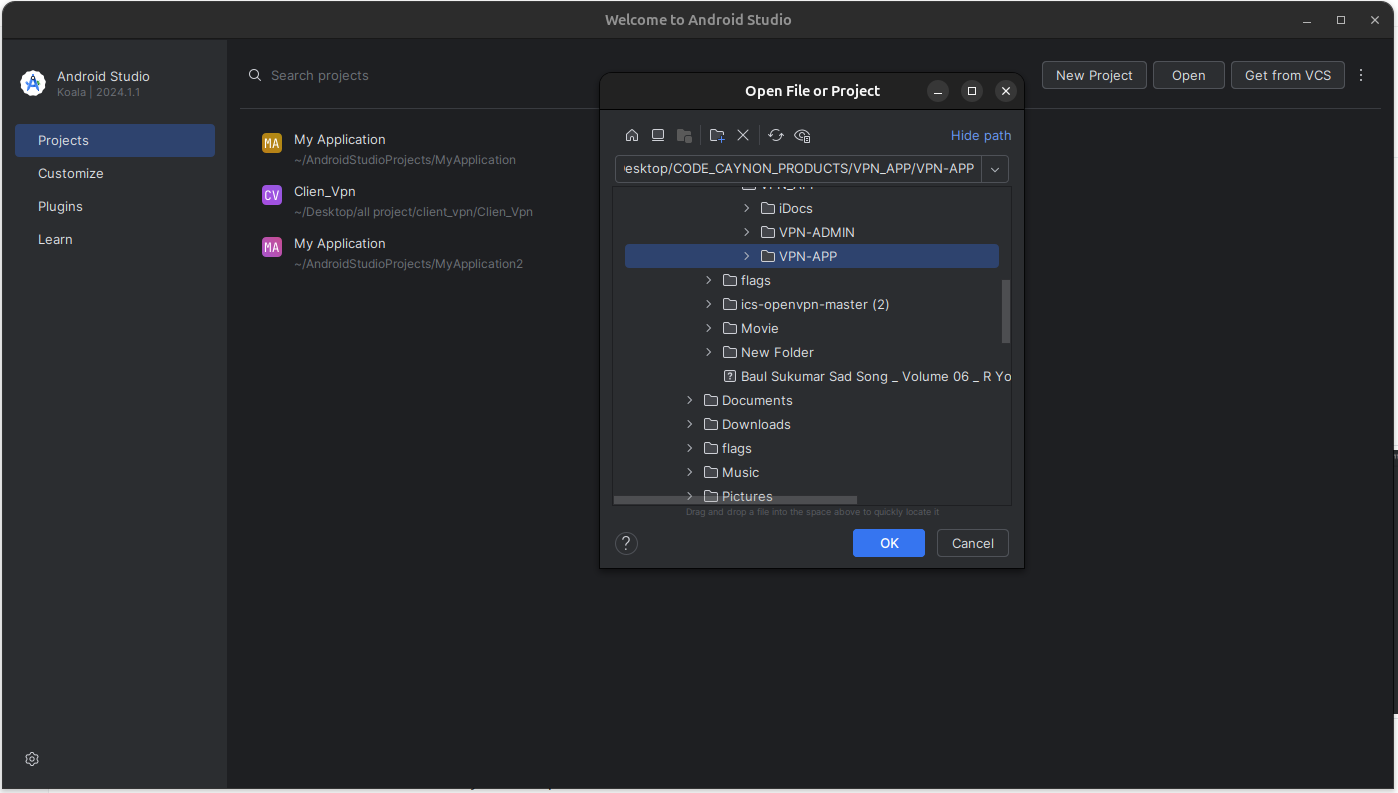 Welcome to Android Studio
Android Studio
Koala | 2024.1.1
Projects
Customize
Plugins
Learn
Search projects
New Project
Open
Get from VCS
MA
My Application
~/AndroidStudioProjects/MyApplication
CV
Clien_Vpn
~/Desktop/all project/client_vpn/Clien_Vpn
MA
My Application
~/AndroidStudioProjects/MyApplication2
Open File or Project
Hide path
esktop/CODE_CAYNON_PRODUCTS/VPN_APP/VPN-APP
VPN_APP
iDocs
VPN-ADMIN
VPN-APP
flags
ics-openvpn-master (2)
Movie
New Folder
Baul Sukumar Sad Song _ Volume 06 _ R Yo
Documents
Downloads
flags
Music
Pictures
Drag and drop a file into the space above to quickly locate it
?
OK
Cancel